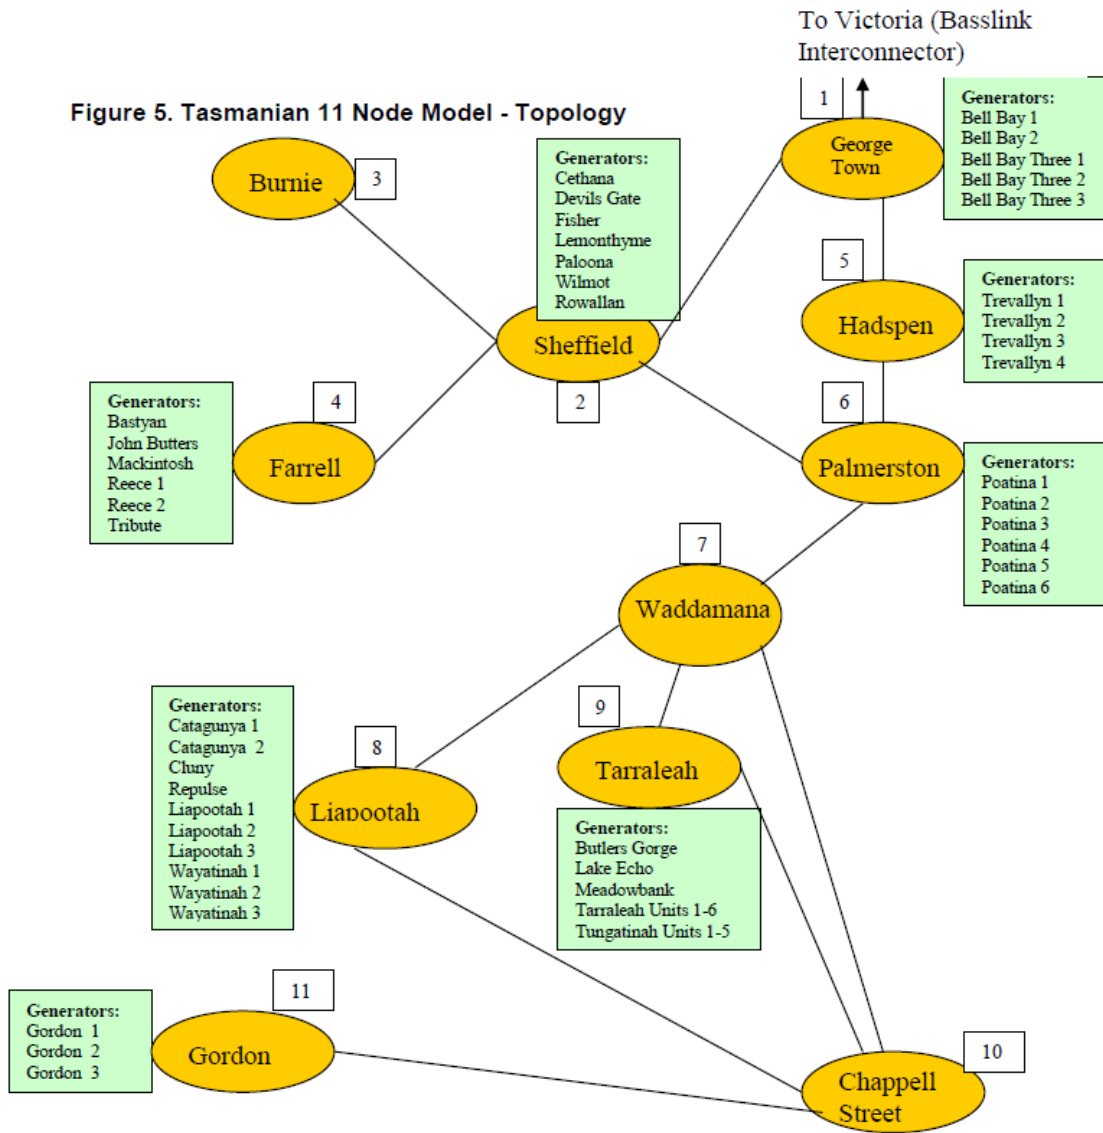 To Victoria (Basslink
Interconnector)
Figure 5. Tasmanian 11 Node Model - Topology
1
George
Town
Generators:
Bell Bay 1
Bell Bay 2
Bell Bay Three 1
Bell Bay Three 2
Bell Bay Three 3
Burnie
3
Generators:
Cethana
Devils Gate
Fisher
Lemonthyme
Paloona
Wilmot
Rowallan
Sheffield
2
5
Hadspen
Generators:
Trevallyn 1
Trevallyn 2
Trevallyn 3
Trevallyn 4
Generators:
Bastyan
John Butters
Mackintosh
Reece 1
Reece 2
Tribute
4
Farrell
6
Palmerston
Generators:
Poatina 1
Poatina 2
Poatina 3
Poatina 4
Poatina 5
Poatina 6
7
Waddamana
Generators:
Catagunya 1
Catagunya 2
Cluny
Repulse
Liapootah 1
Liapootah 2
Liapootah 3
Wayatinah 1
Wayatinah 2
Wayatinah 3
8
Liapootah
9
Tarraleah
Generators:
Butlers Gorge
Lake Echo
Meadowbank
Tarraleah Units 1-6
Tungatinah Units 1-5
Generators:
Gordon 1
Gordon 2
Gordon 3
11
Gordon
10
Chappell
Street